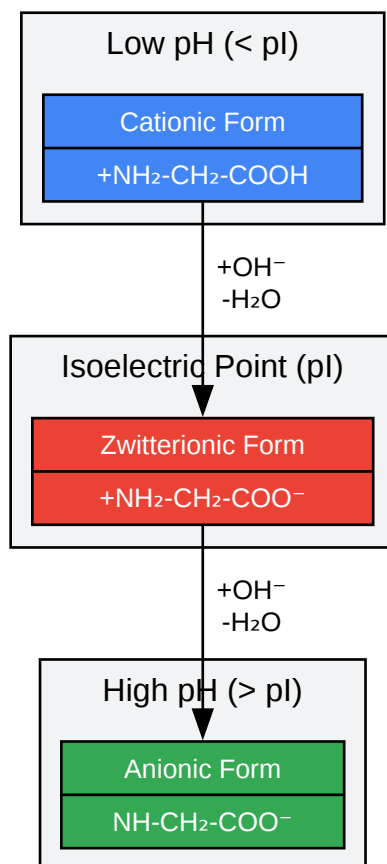 Low pH (< pI)
Cationic Form
+NH₂-CH₂-COOH
+OH⁻
-H₂O
Isoelectric Point (pI)
Zwitterionic Form
+NH₂-CH₂-COO⁻
+OH⁻
-H₂O
High pH (> pI)
Anionic Form
NH-CH₂-COO⁻